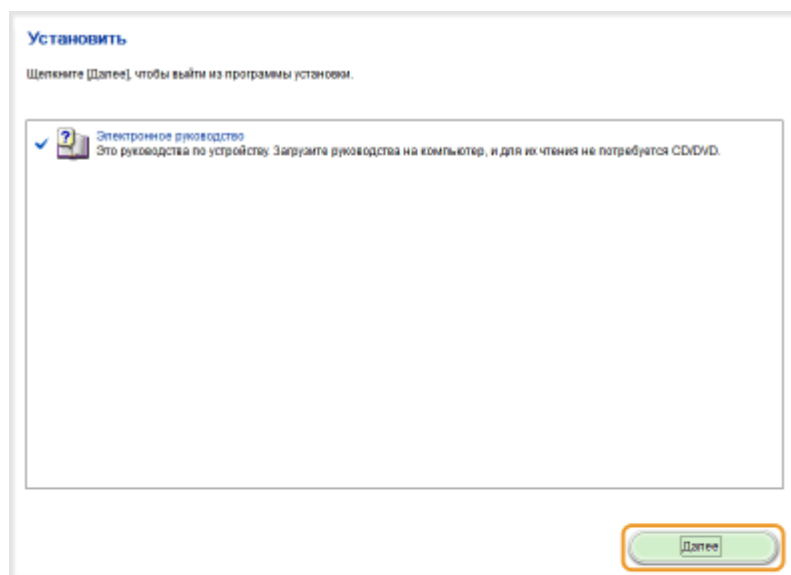 Установить
Щелкните [Далее], чтобы выйти из программы установки.
Электронное руководство
Это руководства по устройству. Загрузите руководства на компьютер, и для их чтения не потребуется CD/DVD.
Далее